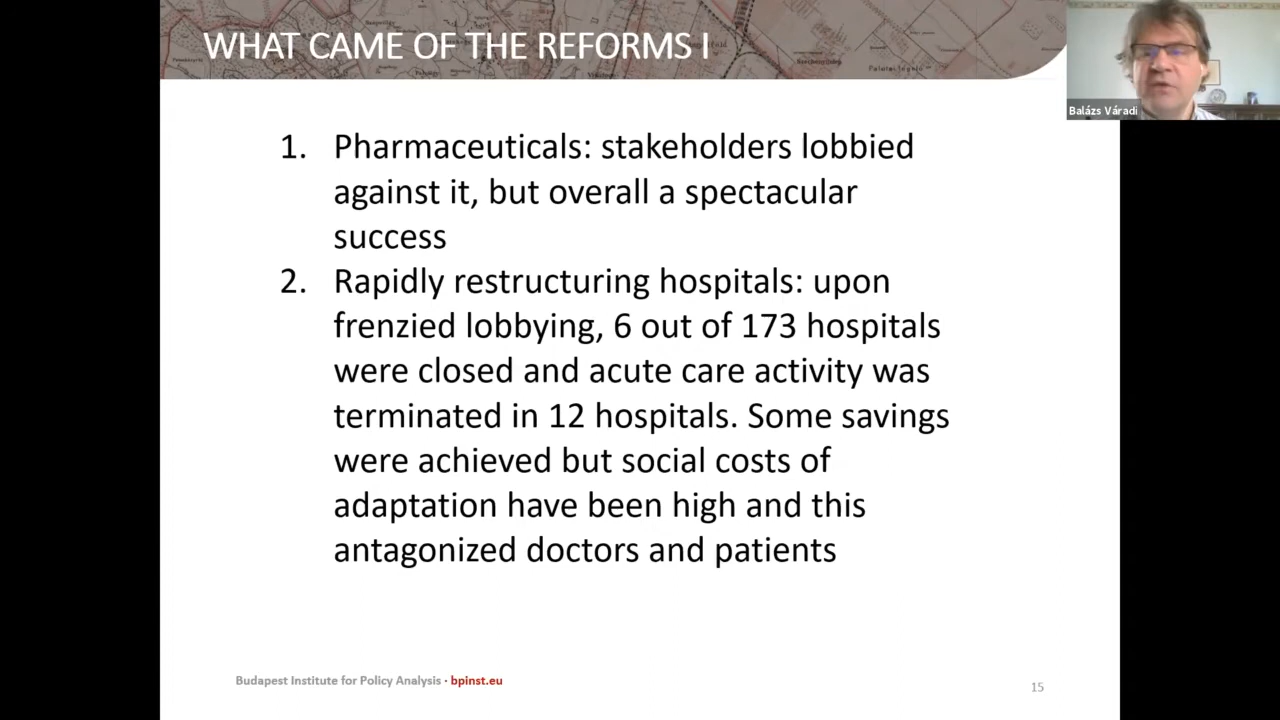 WHAT CAME OF THE REFORMS I
Balázs Váradi
1. Pharmaceuticals: stakeholders lobbied
against it, but overall a spectacular
success
2. Rapidly restructuring hospitals: upon
frenzied lobbying, 6 out of 173 hospitals
were closed and acute care activity was
terminated in 12 hospitals. Some savings
were achieved but social costs of
adaptation have been high and this
antagonized doctors and patients
Budapest Institute for Policy Analysis · bpinst.eu
15